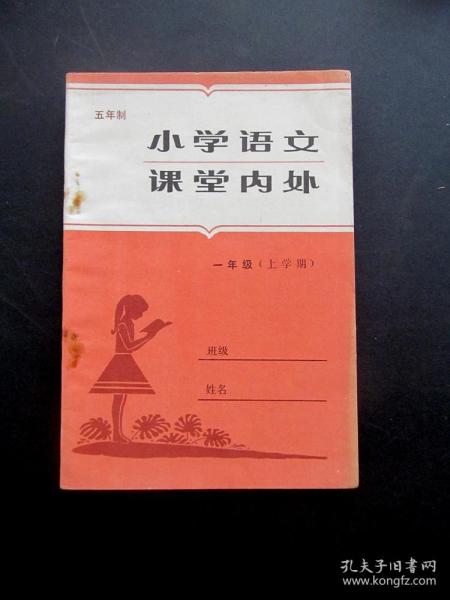 五年制
小学语文
课堂内外
一年级(上学期)
班级
姓名
孔夫子旧书网
www.kongfz.com